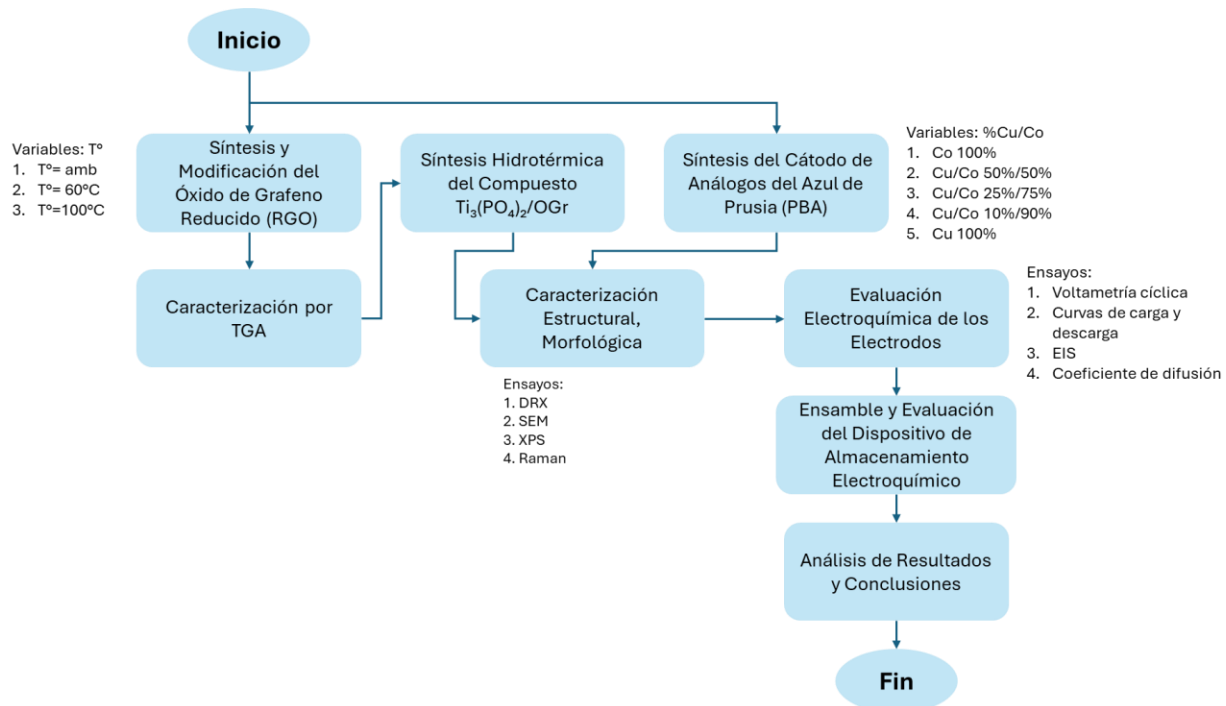 Inicio
Variables: T°
1. T°= amb
2. T°= 60°C
3. T°=100°C
Síntesis y
Modificación del
Óxido de Grafeno
Reducido (RGO)
Síntesis Hidrotérmica
del Compuesto
Ti₃(PO₄)₂/OGr
Síntesis del Cátodo de
Análogos del Azul de
Prusia (PBA)
Variables: %Cu/Co
1. Co 100%
2. Cu/Co 50%/50%
3. Cu/Co 25%/75%
4. Cu/Co 10%/90%
5. Cu 100%
Caracterización por
TGA
Caracterización
Estructural,
Morfológica
Ensayos:
1. DRX
2. SEM
3. XPS
4. Raman
Evaluación
Electroquímica de los
Electrodos
Ensayos:
1. Voltametría cíclica
2. Curvas de carga y
descarga
3. EIS
4. Coeficiente de difusión
Ensamble y Evaluación
del Dispositivo de
Almacenamiento
Electroquímico
Análisis de Resultados
y Conclusiones
Fin